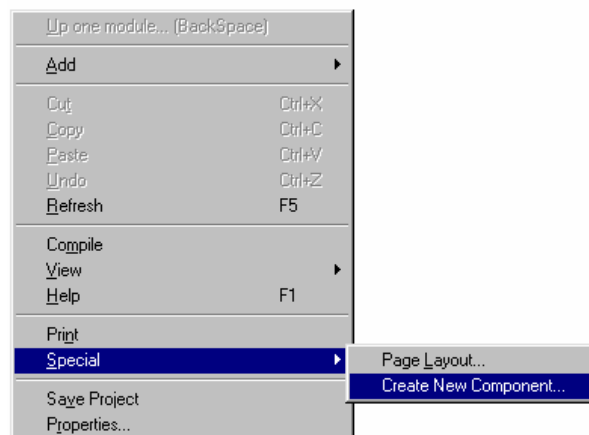 Up one module... (BackSpace)
Add
Cut Ctrl+X
Copy Ctrl+C
Paste Ctrl+V
Undo Ctrl+Z
Refresh F5
Compile
View
Help F1
Print
Special Page Layout...
Create New Component...
Save Project
Properties...